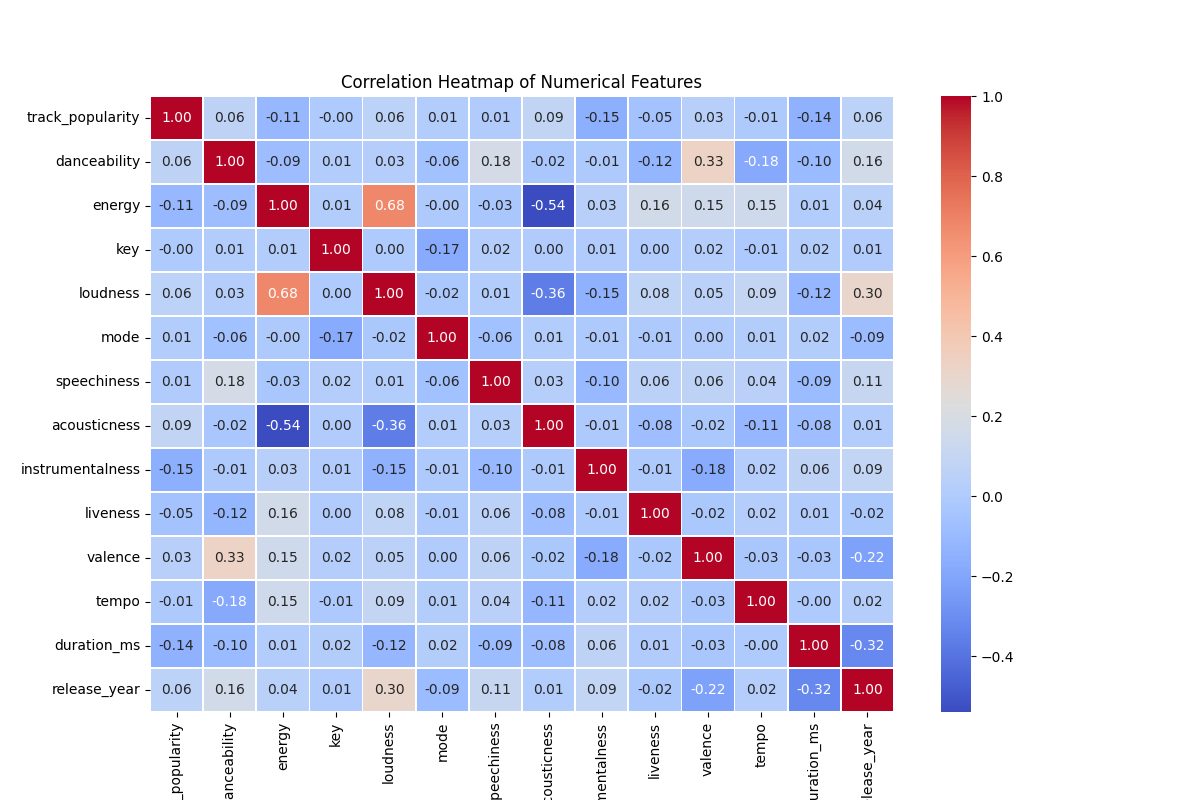 Correlation Heatmap of Numerical Features
track_popularity 1.00 0.06 -0.11 -0.00 0.06 0.01 0.01 0.09 -0.15 -0.05 0.03 -0.01 -0.14 0.06
danceability 0.06 1.00 -0.09 0.01 0.03 -0.06 0.18 -0.02 -0.01 -0.12 0.33 -0.18 -0.10 0.16
energy -0.11 -0.09 1.00 0.01 0.68 -0.00 -0.03 -0.54 0.03 0.16 0.15 0.15 0.01 0.04
key -0.00 0.01 0.01 1.00 0.00 -0.17 0.02 0.00 0.01 0.00 0.02 -0.01 0.02 0.01
loudness 0.06 0.03 0.68 0.00 1.00 -0.02 0.01 -0.36 -0.15 0.08 0.05 0.09 -0.12 0.30
mode 0.01 -0.06 -0.00 -0.17 -0.02 1.00 -0.06 0.01 -0.01 -0.01 0.00 0.01 0.02 -0.09
speechiness 0.01 0.18 -0.03 0.02 0.01 -0.06 1.00 0.03 -0.10 0.06 0.06 0.04 -0.09 0.11
acousticness 0.09 -0.02 -0.54 0.00 -0.36 0.01 0.03 1.00 -0.01 -0.08 -0.02 -0.11 -0.08 0.01
instrumentalness -0.15 -0.01 0.03 0.01 -0.15 -0.01 -0.10 -0.01 1.00 -0.01 -0.18 0.02 0.06 0.09
liveness -0.05 -0.12 0.16 0.00 0.08 -0.01 0.06 -0.08 -0.01 1.00 -0.02 0.02 0.01 -0.02
valence 0.03 0.33 0.15 0.02 0.05 0.00 0.06 -0.02 -0.18 -0.02 1.00 -0.03 -0.03 -0.22
tempo -0.01 -0.18 0.15 -0.01 0.09 0.01 0.04 -0.11 0.02 0.02 -0.03 1.00 -0.00 0.02
duration_ms -0.14 -0.10 0.01 0.02 -0.12 0.02 -0.09 -0.08 0.06 0.01 -0.03 -0.00 1.00 -0.32
release_year 0.06 0.16 0.04 0.01 0.30 -0.09 0.11 0.01 0.09 -0.02 -0.22 0.02 -0.32 1.00
_popularity
anceability
energy
key
loudness
mode
peechiness
cousticness
mentalness
liveness
valence
tempo
uration_ms
lease_year
1.0
0.8
0.6
0.4
0.2
0.0
−0.2
−0.4